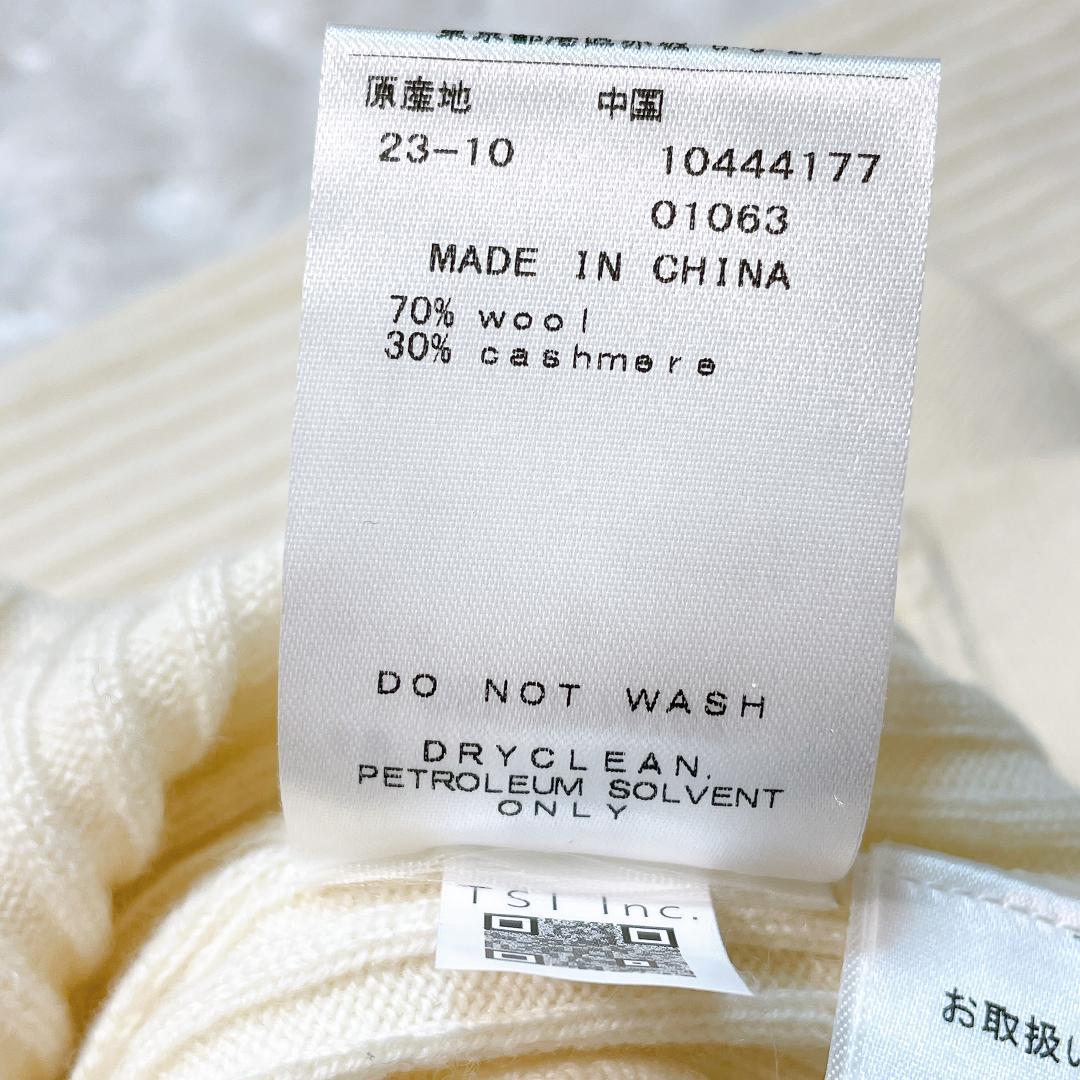 原産地 中国
23-10 10444177
01063
MADE IN CHINA
70% wool
30% cashmere
DO NOT WASH
DRYCLEAN,
PETROLEUM SOLVENT
ONLY
TSI Inc.
お取扱い